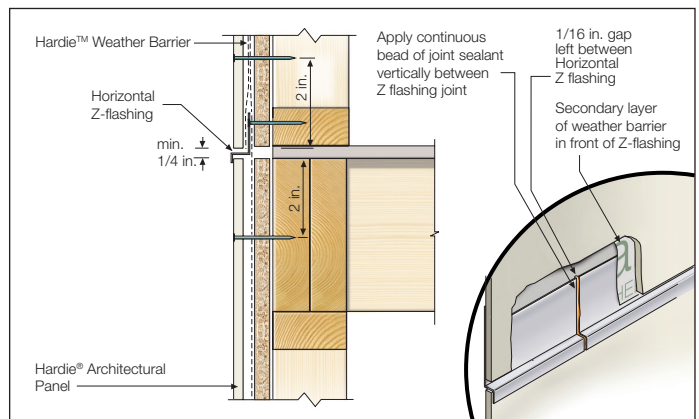 Hardie™ Weather Barrier
Horizontal
Z-flashing
min.
1/4 in.
2 in.
2 in.
Hardie® Architectural
Panel
Apply continuous
bead of joint sealant
vertically between
Z flashing joint
1/16 in. gap
left between
Horizontal
Z flashing
Secondary layer
of weather barrier
in front of Z-flashing
a
HE